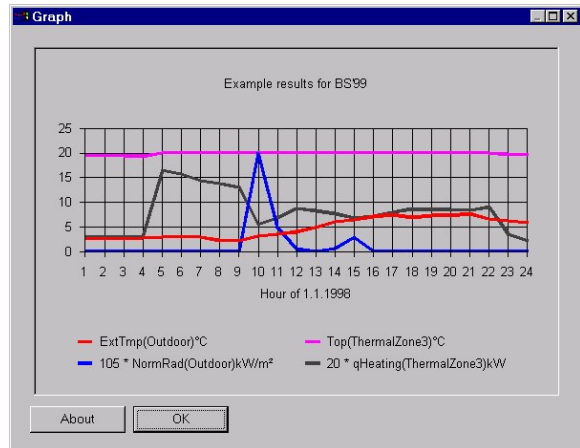 Graph
Example results for BS'99
25
20
15
10
5
0
1 2 3 4 5 6 7 8 9 10 11 12 13 14 15 16 17 18 19 20 21 22 23 24
Hour of 1.1.1998
ExtTmp(Outdoor)°C Top(ThermalZone3)°C
105 * NormRad(Outdoor)kW/m² 20 * qHeating(ThermalZone3)kW
About OK